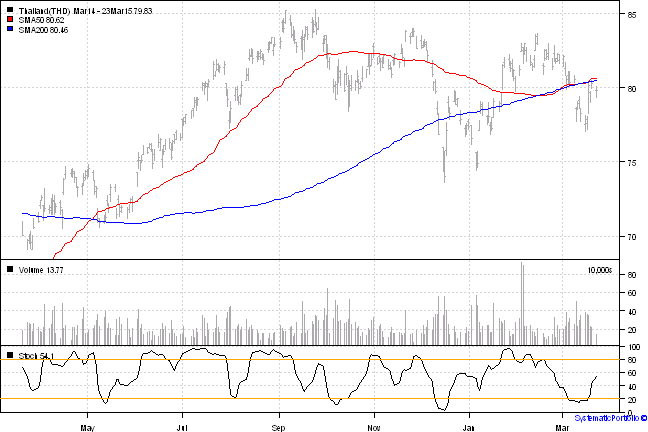 Thailand(THD) Mar14 - 23Mar15 79.83
SMA50 80.62
SMA200 80.46
85
80
75
70
Volume 13.77
10,000s
80
60
40
20
Stoch 54.1
100
80
60
40
20
0
May
Jul
Sep
Nov
Jan
Mar
SystematicPortfolio ©